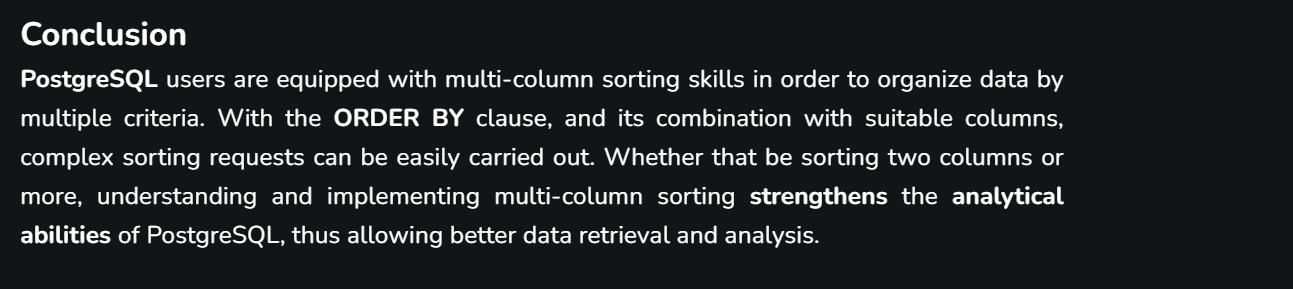 Conclusion
PostgreSQL users are equipped with multi-column sorting skills in order to organize data by
multiple criteria. With the ORDER BY clause, and its combination with suitable columns,
complex sorting requests can be easily carried out. Whether that be sorting two columns or
more, understanding and implementing multi-column sorting strengthens the analytical
abilities of PostgreSQL, thus allowing better data retrieval and analysis.